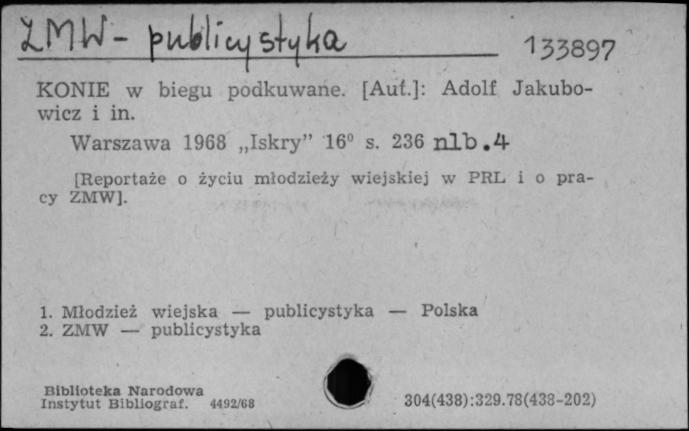 ZMW - publicystyka
133897
KONIE w biegu podkuwane. [Aut.]: Adolf Jakubo-
wicz i in.
Warszawa 1968 „Iskry” 16⁰ s. 236 nlb.4
[Reportaże o życiu młodzieży wiejskiej w PRL i o pra-
cy ZMW].
1. Młodzież wiejska — publicystyka — Polska
2. ZMW — publicystyka
Biblioteka Narodowa
Instytut Bibliograf. 4492/68
304(438):329.78(438-202)